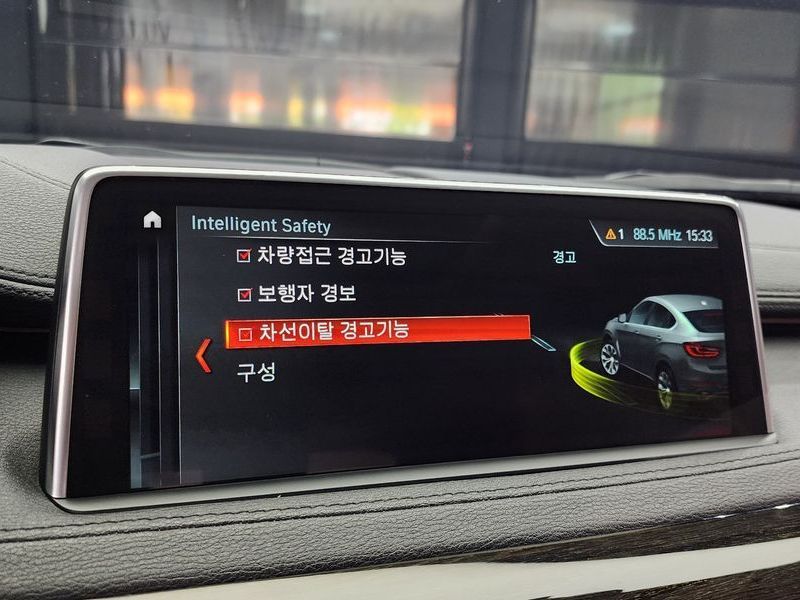 Intelligent Safety
1 88.5 MHz 15:33
차량접근 경고기능
경고
보행자 경보
차선이탈 경고기능
구성